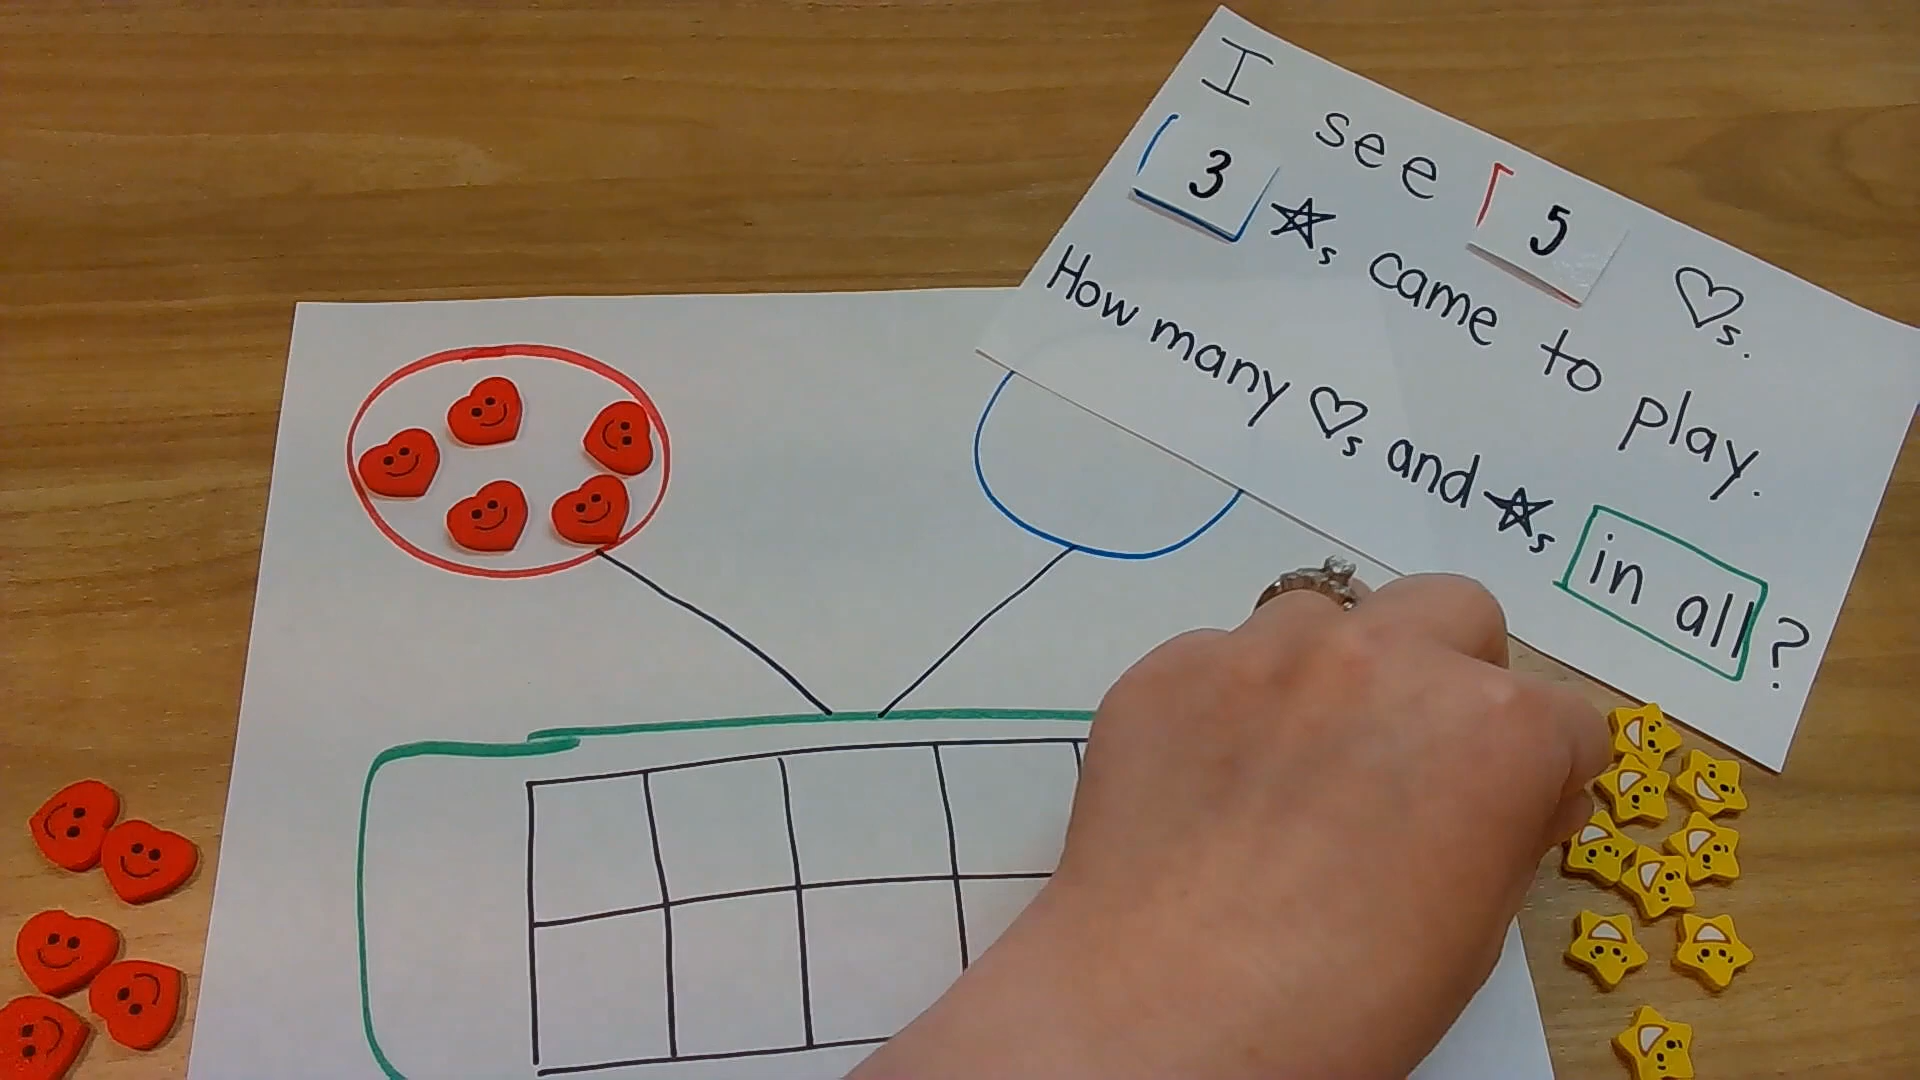 I see 5 ♡s.
3 ☆s came to play.
How many ♡s and ☆s in all?